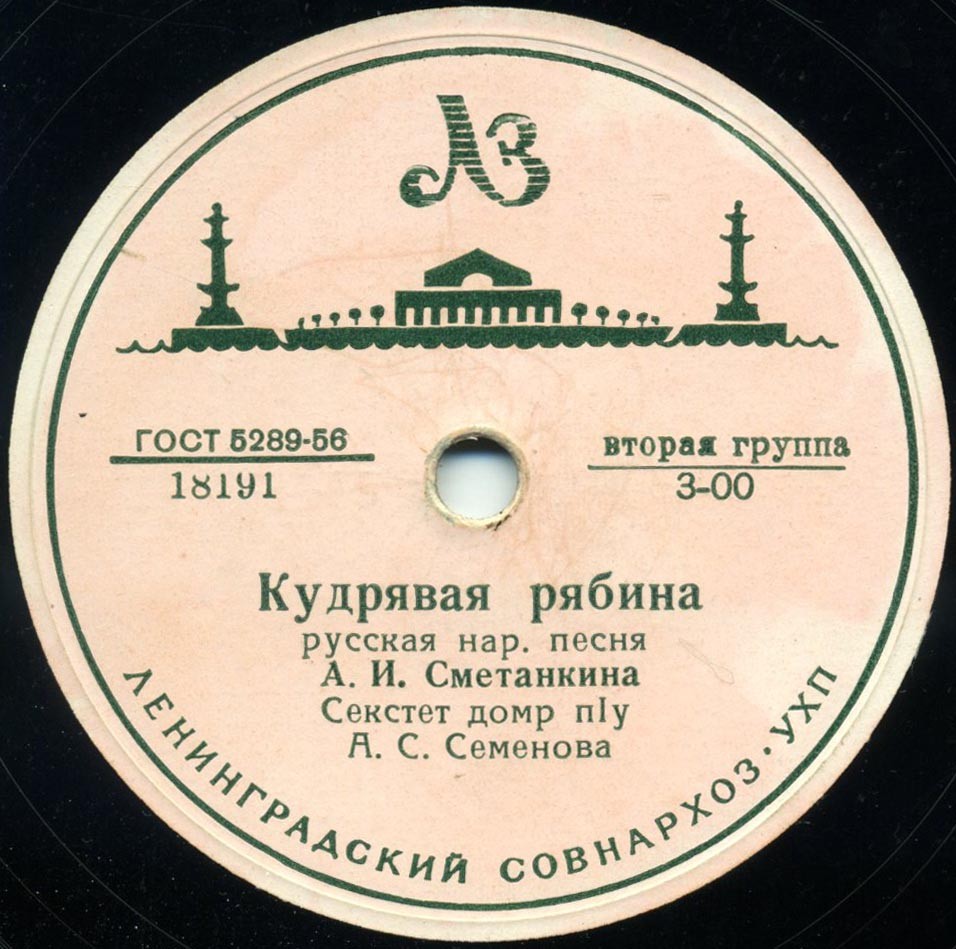 ЛЗ
ГОСТ 5289-56
18191
вторая группа
3-00
Кудрявая рябина
русская нар. песня
А. И. Сметанкина
Секстет домр п/у
А. С. Семенова
ЛЕНИНГРАДСКИЙ СОВНАРХОЗ · УХП